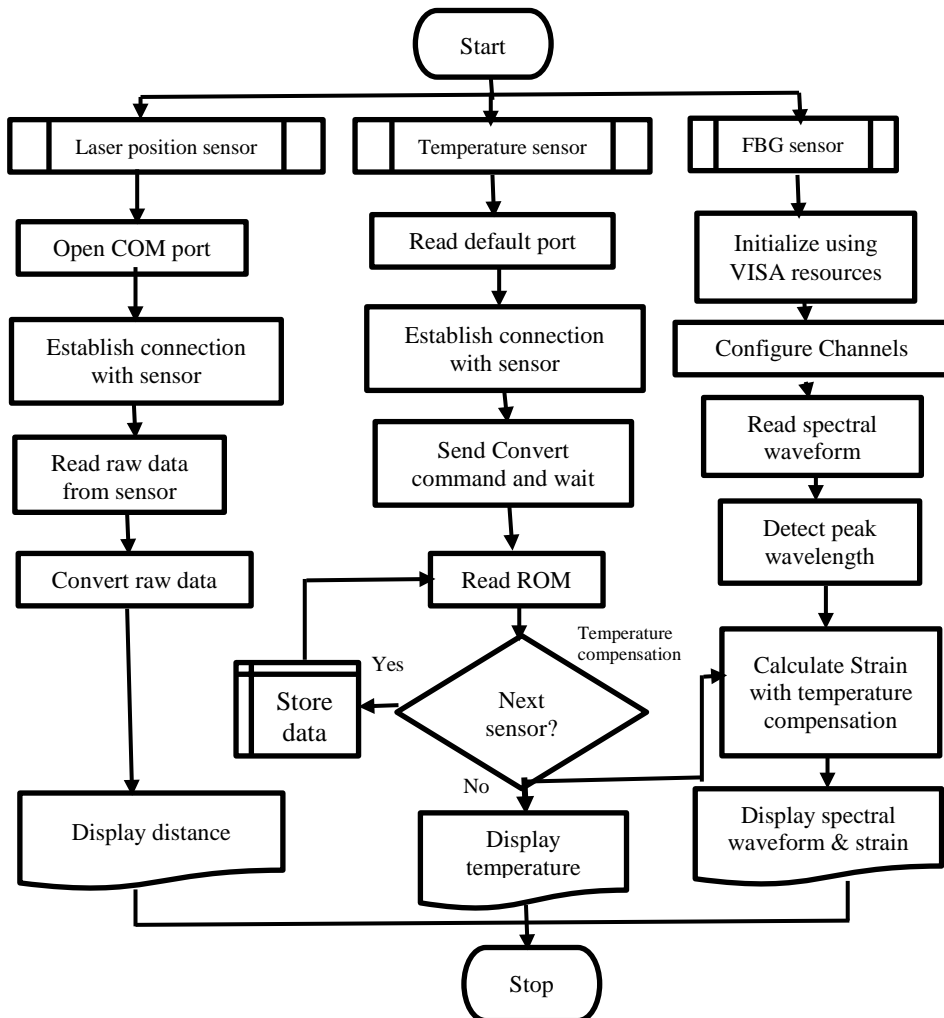 Start
Laser position sensor
Temperature sensor
FBG sensor
Open COM port
Read default port
Initialize using
VISA resources
Establish connection
with sensor
Establish connection
with sensor
Configure Channels
Read raw data
from sensor
Send Convert
command and wait
Read spectral
waveform
Convert raw data
Read ROM
Detect peak
wavelength
Temperature
compensation
Yes
Store
data
Next
sensor?
Calculate Strain
with temperature
compensation
No
Display distance
Display
temperature
Display spectral
waveform & strain
Stop